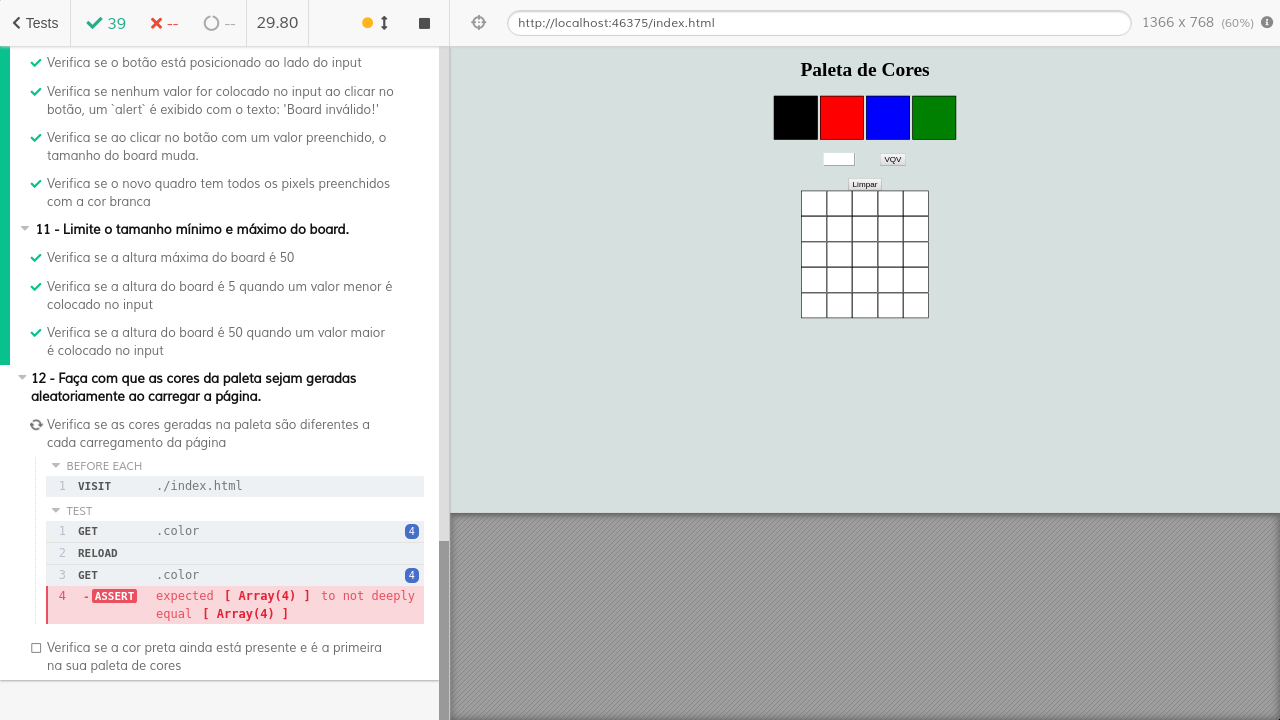 Tests
39
--
--
29.80
http://localhost:46375/index.html
1366 x 768 (60%)
Verifica se o botão está posicionado ao lado do input
Verifica se nenhum valor for colocado no input ao clicar no
botão, um `alert` é exibido com o texto: 'Board inválido!'
Verifica se ao clicar no botão com um valor preenchido, o
tamanho do board muda.
Verifica se o novo quadro tem todos os pixels preenchidos
com a cor branca
11 - Limite o tamanho mínimo e máximo do board.
Verifica se a altura máxima do board é 50
Verifica se a altura do board é 5 quando um valor menor é
colocado no input
Verifica se a altura do board é 50 quando um valor maior
é colocado no input
12 - Faça com que as cores da paleta sejam geradas
aleatoriamente ao carregar a página.
Verifica se as cores geradas na paleta são diferentes a
cada carregamento da página
BEFORE EACH
1 VISIT ./index.html
TEST
1 GET .color 4
2 RELOAD
3 GET .color 4
4 -ASSERT expected [ Array(4) ] to not deeply
equal [ Array(4) ]
Verifica se a cor preta ainda está presente e é a primeira
na sua paleta de cores
Paleta de Cores
VQV
Limpar